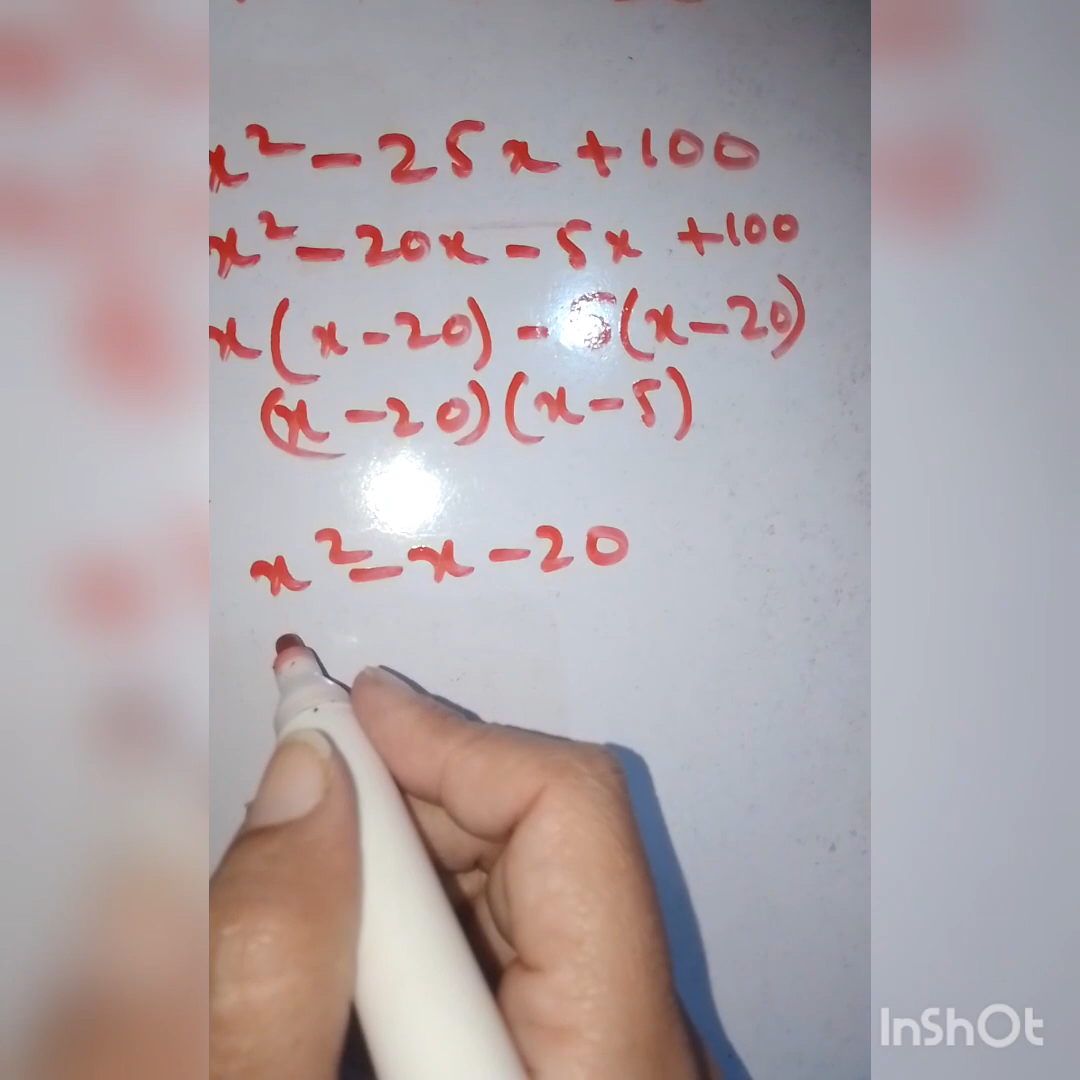 x² - 25x + 100
x² - 20x - 5x + 100
x(x - 20) - 5(x - 20)
(x - 20)(x - 5)
x² - x - 20
InShOt